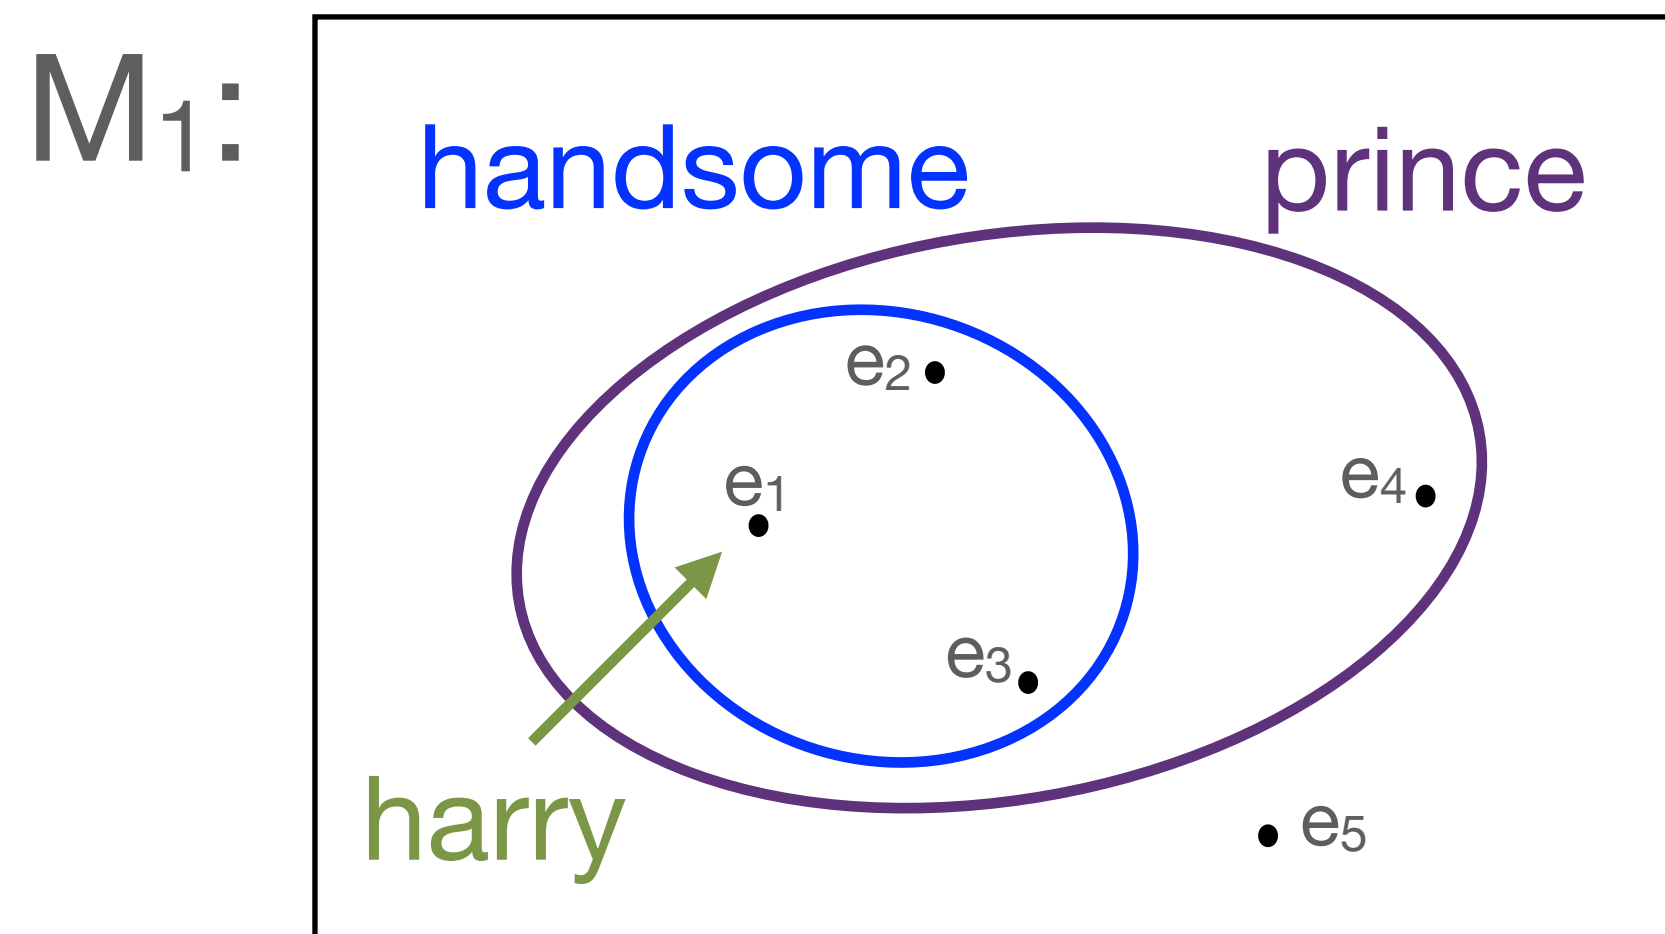 M₁:
handsome prince
e₂
e₁
e₄
e₃
harry
e₅